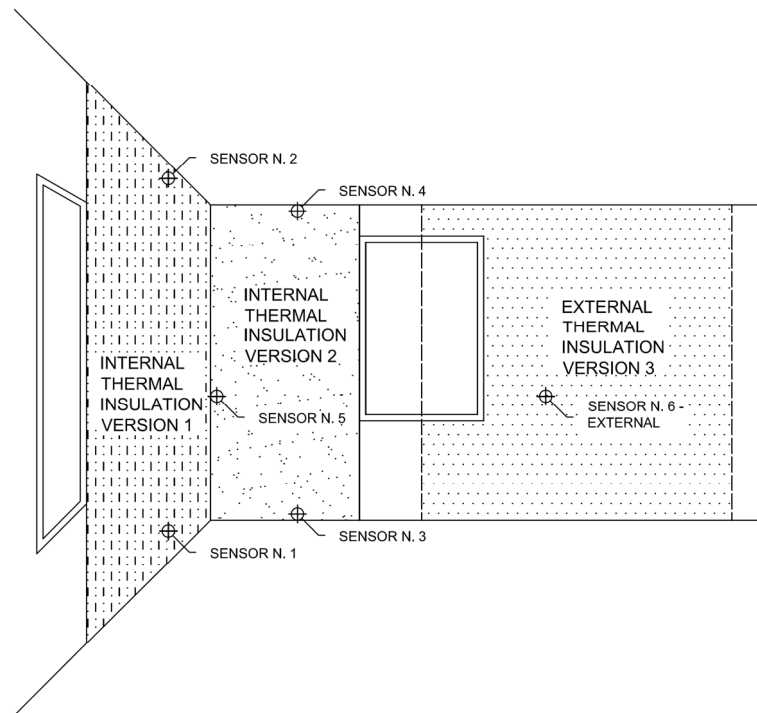 SENSOR N. 2
SENSOR N. 4
INTERNAL
THERMAL
INSULATION
VERSION 2
EXTERNAL
THERMAL
INSULATION
VERSION 3
INTERNAL
THERMAL
INSULATION
VERSION 1
SENSOR N. 5
SENSOR N. 6 -
EXTERNAL
SENSOR N. 3
SENSOR N. 1